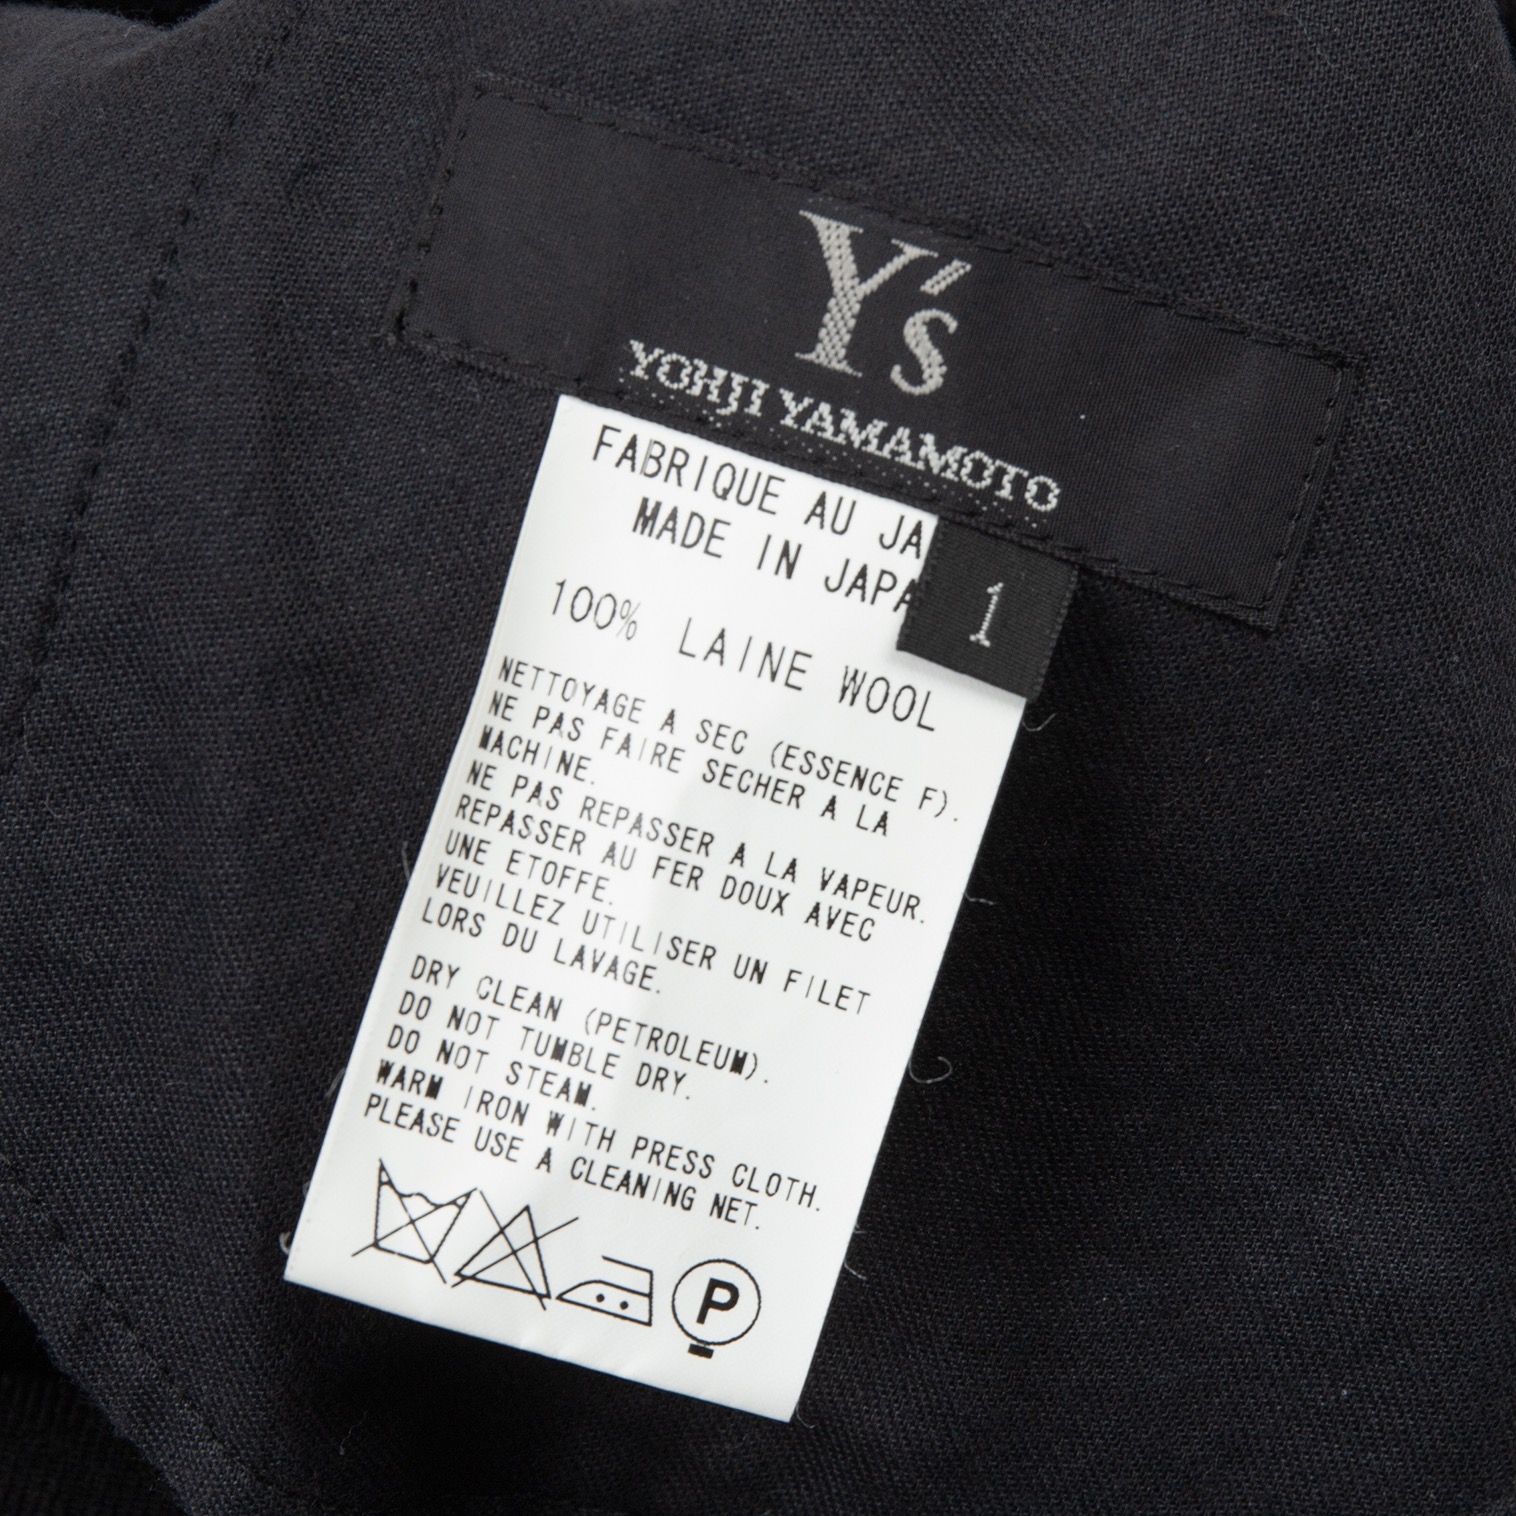 Y's
YOHJI YAMAMOTO
FABRIQUE AU JA
MADE IN JAPA
1
100% LAINE WOOL
NETTOYAGE A SEC (ESSENCE F).
NE PAS FAIRE SECHER A LA
MACHINE.
NE PAS REPASSER A LA VAPEUR.
REPASSER AU FER DOUX AVEC
UNE ETOFFE.
VEUILLEZ UTILISER UN FILET
LORS DU LAVAGE.
DRY CLEAN (PETROLEUM).
DO NOT TUMBLE DRY.
DO NOT STEAM.
WARM IRON WITH PRESS CLOTH.
PLEASE USE A CLEANING NET.
P